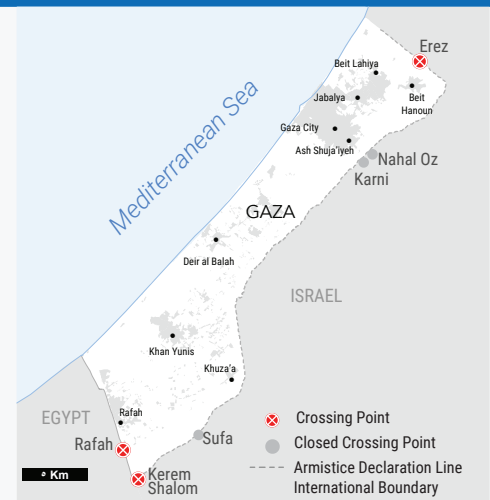 Erez
Beit Lahiya
Jabalya
Beit
Hanoun
Gaza City
Ash Shuja'iyeh
Nahal Oz
Karni
Mediterranean Sea
GAZA
Deir al Balah
ISRAEL
Khan Yunis
Khuza'a
EGYPT
Rafah
Rafah
Sufa
Kerem
Shalom
Km
Crossing Point
Closed Crossing Point
Armistice Declaration Line
International Boundary